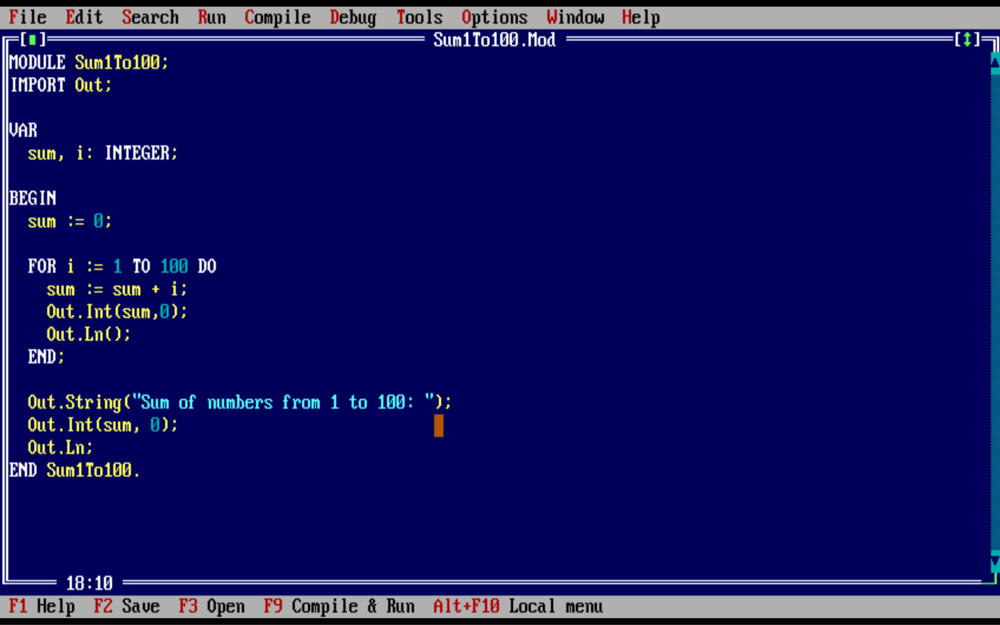 File Edit Search Run Compile Debug Tools Options Window Help
[■] Sum1To100.Mod [↕]
MODULE Sum1To100;
IMPORT Out;
VAR
  sum, i: INTEGER;
BEGIN
  sum := 0;
  FOR i := 1 TO 100 DO
    sum := sum + i;
    Out.Int(sum,0);
    Out.Ln();
  END;
  Out.String("Sum of numbers from 1 to 100: ");
  Out.Int(sum, 0);
  Out.Ln;
END Sum1To100.
18:10
F1 Help F2 Save F3 Open F9 Compile & Run Alt+F10 Local menu